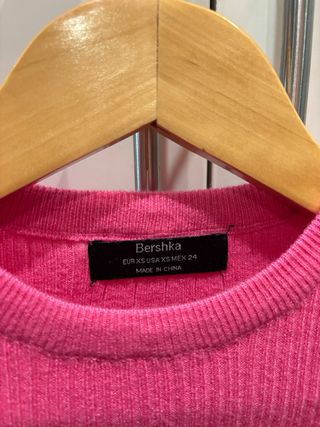 Bershka
EUR XS USA XS MEX 24
MADE IN CHINA